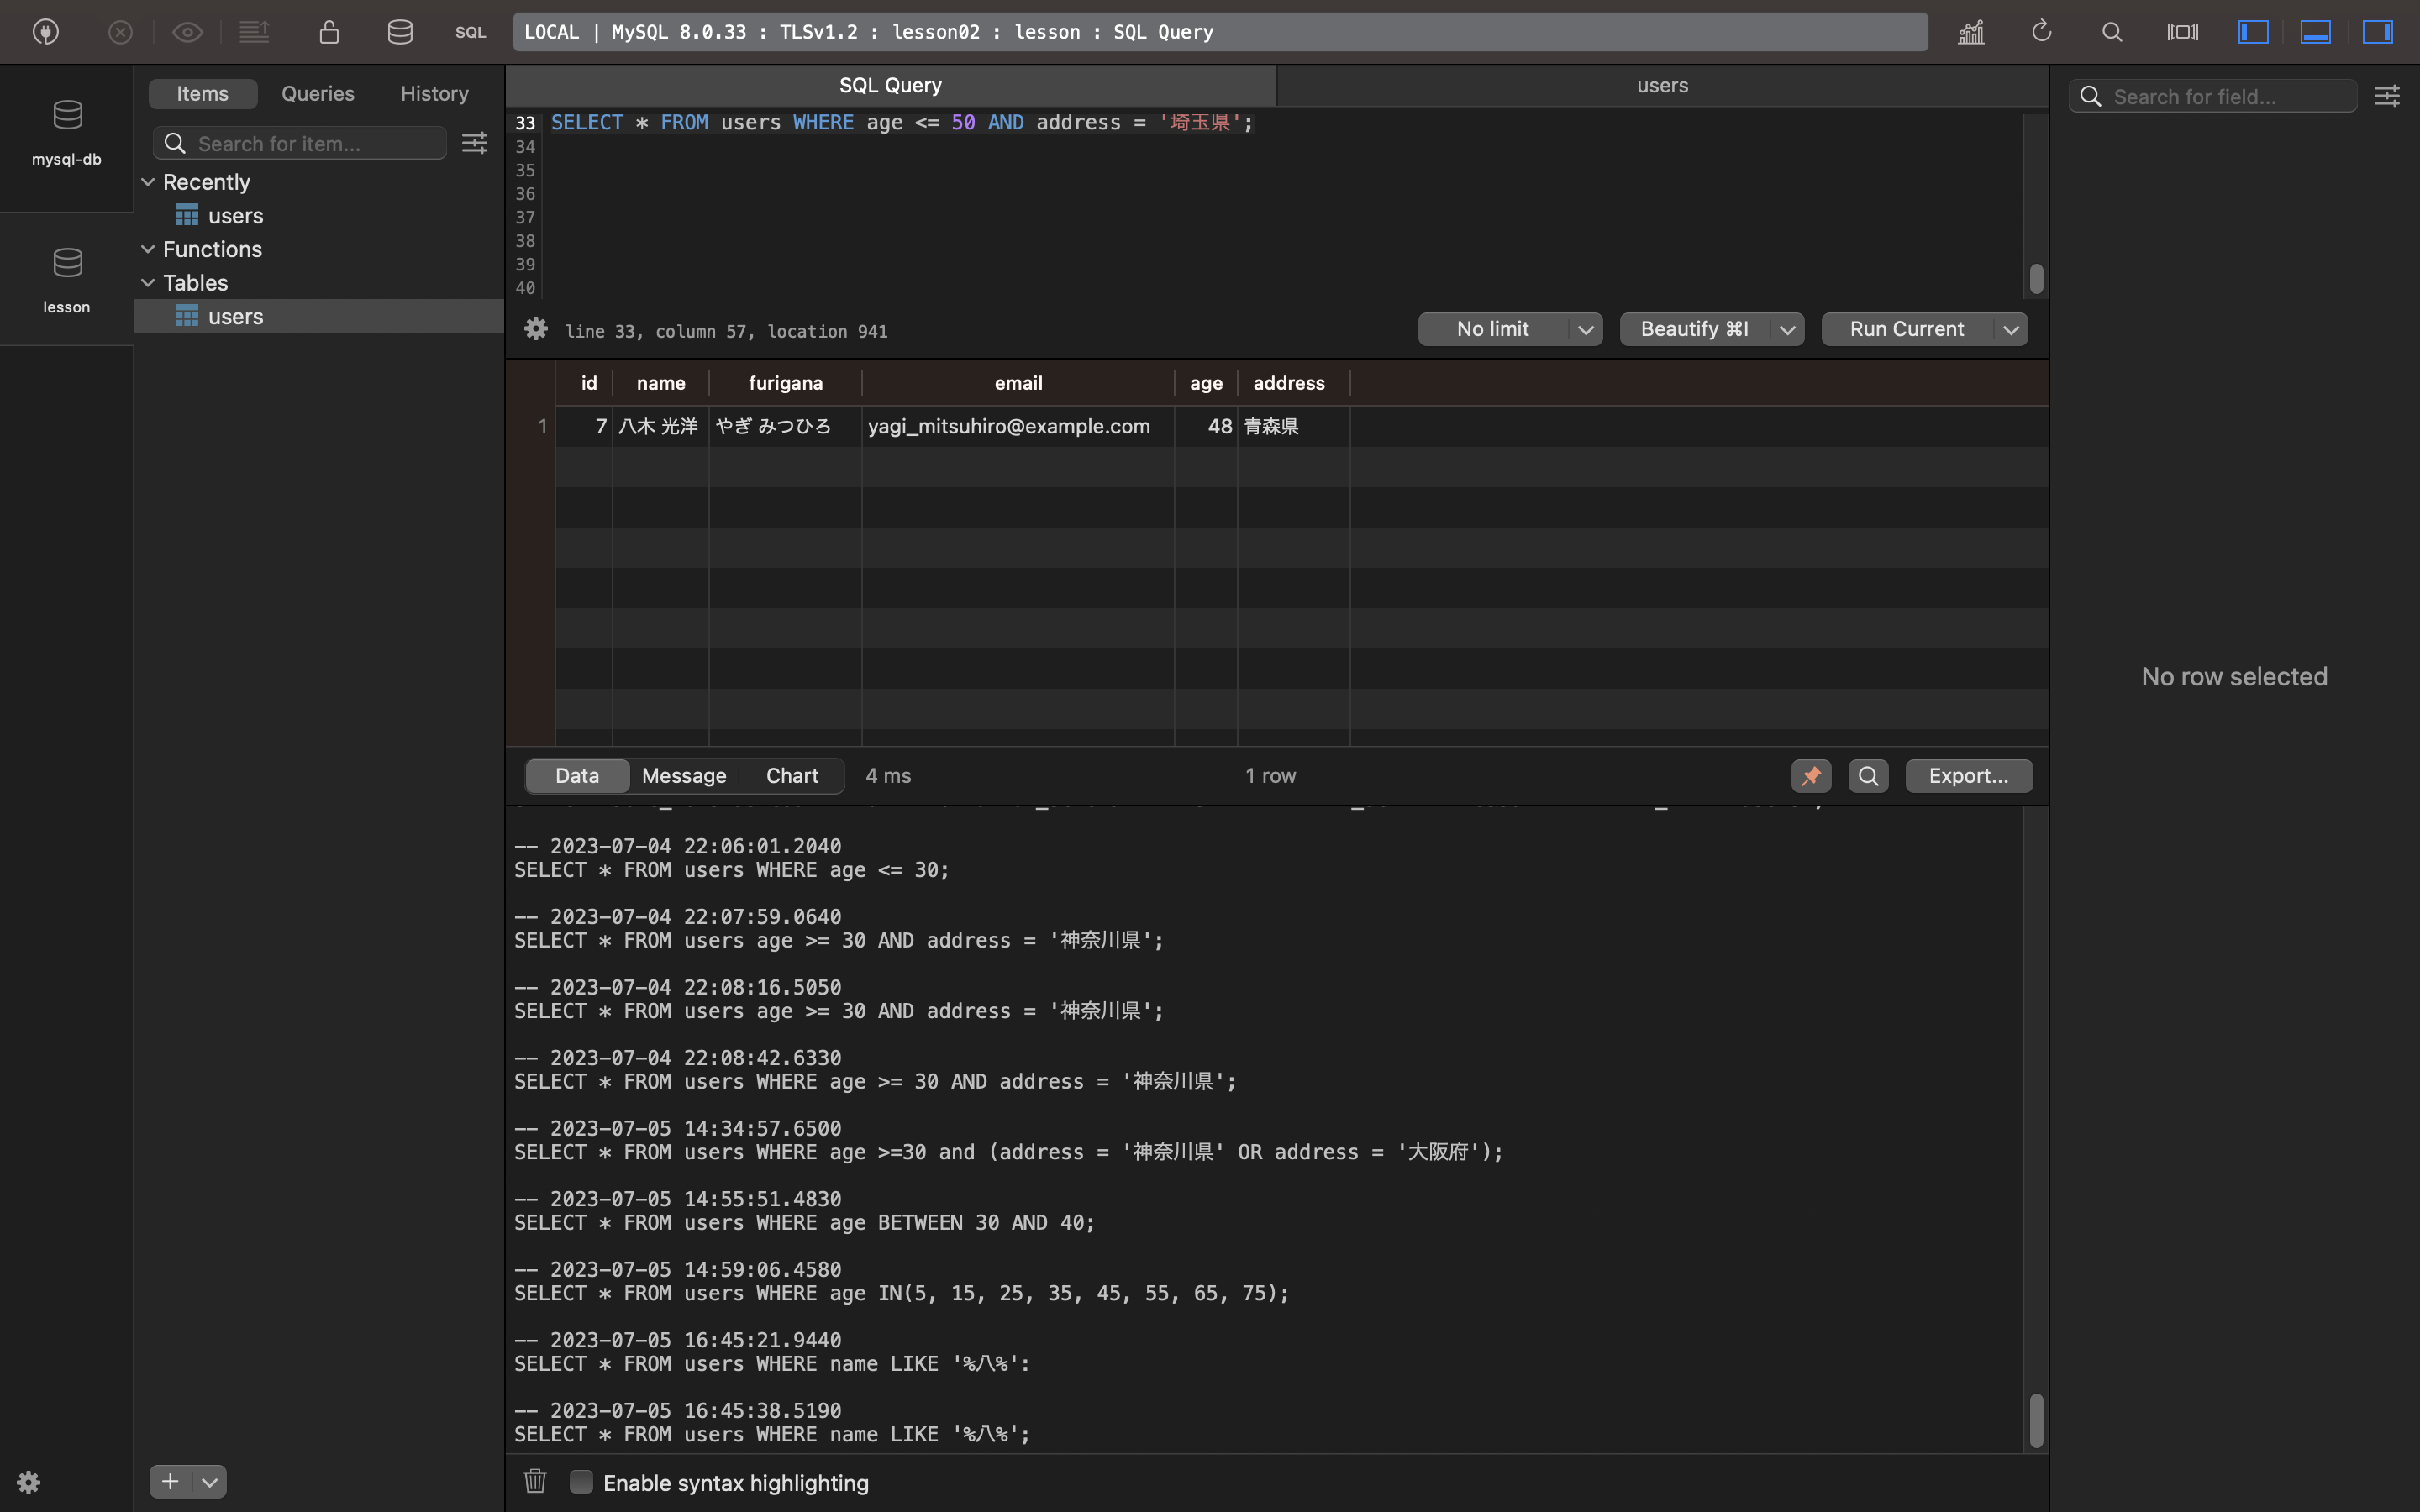 SQL
LOCAL | MySQL 8.0.33 : TLSv1.2 : lesson02 : lesson : SQL Query
mysql-db
lesson
Items Queries History
Search for item...
Recently
users
Functions
Tables
users
SQL Query users
33 SELECT * FROM users WHERE age <= 50 AND address = '埼玉県';
34
35
36
37
38
39
40
line 33, column 57, location 941
No limit Beautify ⌘I Run Current
id name furigana email age address
1 7 八木 光洋 やぎ みつひろ yagi_mitsuhiro@example.com 48 青森県
Data Message Chart 4 ms 1 row Export...
-- 2023-07-04 22:06:01.2040
SELECT * FROM users WHERE age <= 30;
-- 2023-07-04 22:07:59.0640
SELECT * FROM users age >= 30 AND address = '神奈川県';
-- 2023-07-04 22:08:16.5050
SELECT * FROM users age >= 30 AND address = '神奈川県';
-- 2023-07-04 22:08:42.6330
SELECT * FROM users WHERE age >= 30 AND address = '神奈川県';
-- 2023-07-05 14:34:57.6500
SELECT * FROM users WHERE age >=30 and (address = '神奈川県' OR address = '大阪府');
-- 2023-07-05 14:55:51.4830
SELECT * FROM users WHERE age BETWEEN 30 AND 40;
-- 2023-07-05 14:59:06.4580
SELECT * FROM users WHERE age IN(5, 15, 25, 35, 45, 55, 65, 75);
-- 2023-07-05 16:45:21.9440
SELECT * FROM users WHERE name LIKE '%八%':
-- 2023-07-05 16:45:38.5190
SELECT * FROM users WHERE name LIKE '%八%';
Enable syntax highlighting
Search for field...
No row selected